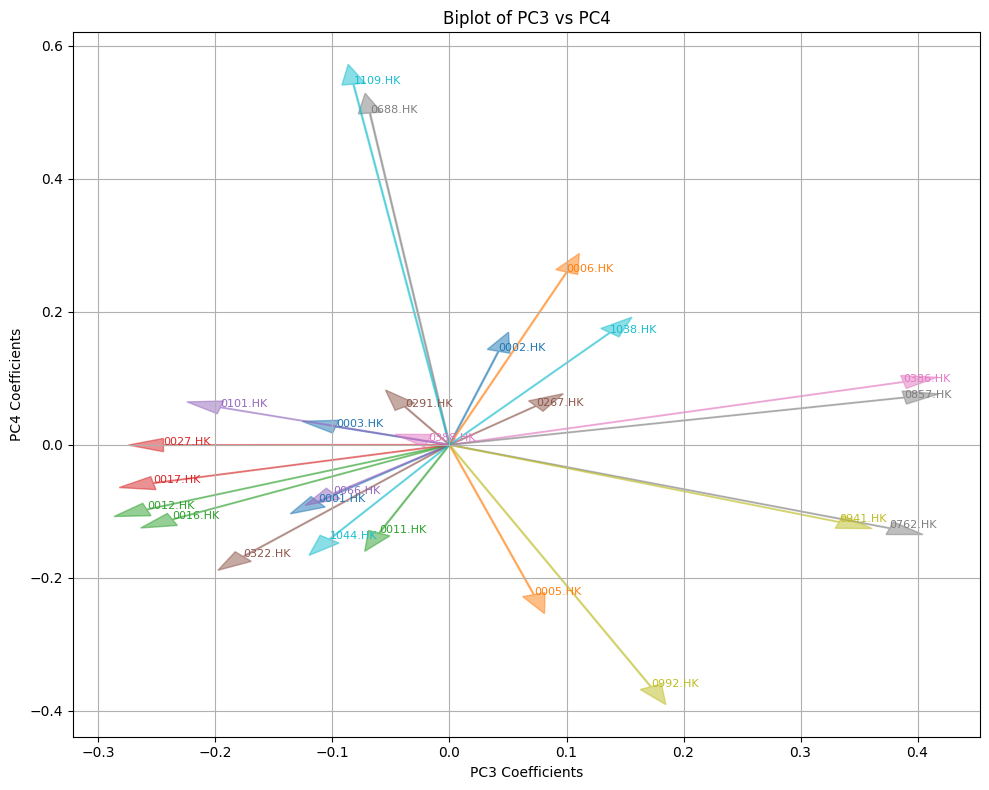 Biplot of PC3 vs PC4
0.6
1109.HK
0688.HK
0.4
0006.HK
0.2
1038.HK
0002.HK
0386.HK
0857.HK
0101.HK
0291.HK
0267.HK
0003.HK
0388.HK
0.0
0027.HK
0017.HK
0066.HK
0001.HK
0012.HK
0016.HK
0941.HK
0762.HK
0011.HK
1044.HK
0322.HK
−0.2
0005.HK
0992.HK
−0.4
PC4 Coefficients
−0.3
−0.2
−0.1
0.0
0.1
0.2
0.3
0.4
PC3 Coefficients